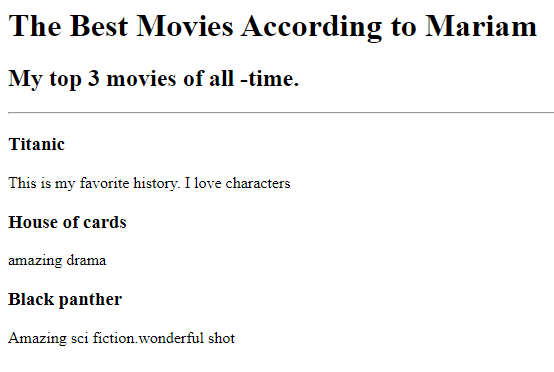 The Best Movies According to Mariam
My top 3 movies of all -time.
Titanic
This is my favorite history. I love characters
House of cards
amazing drama
Black panther
Amazing sci fiction.wonderful shot